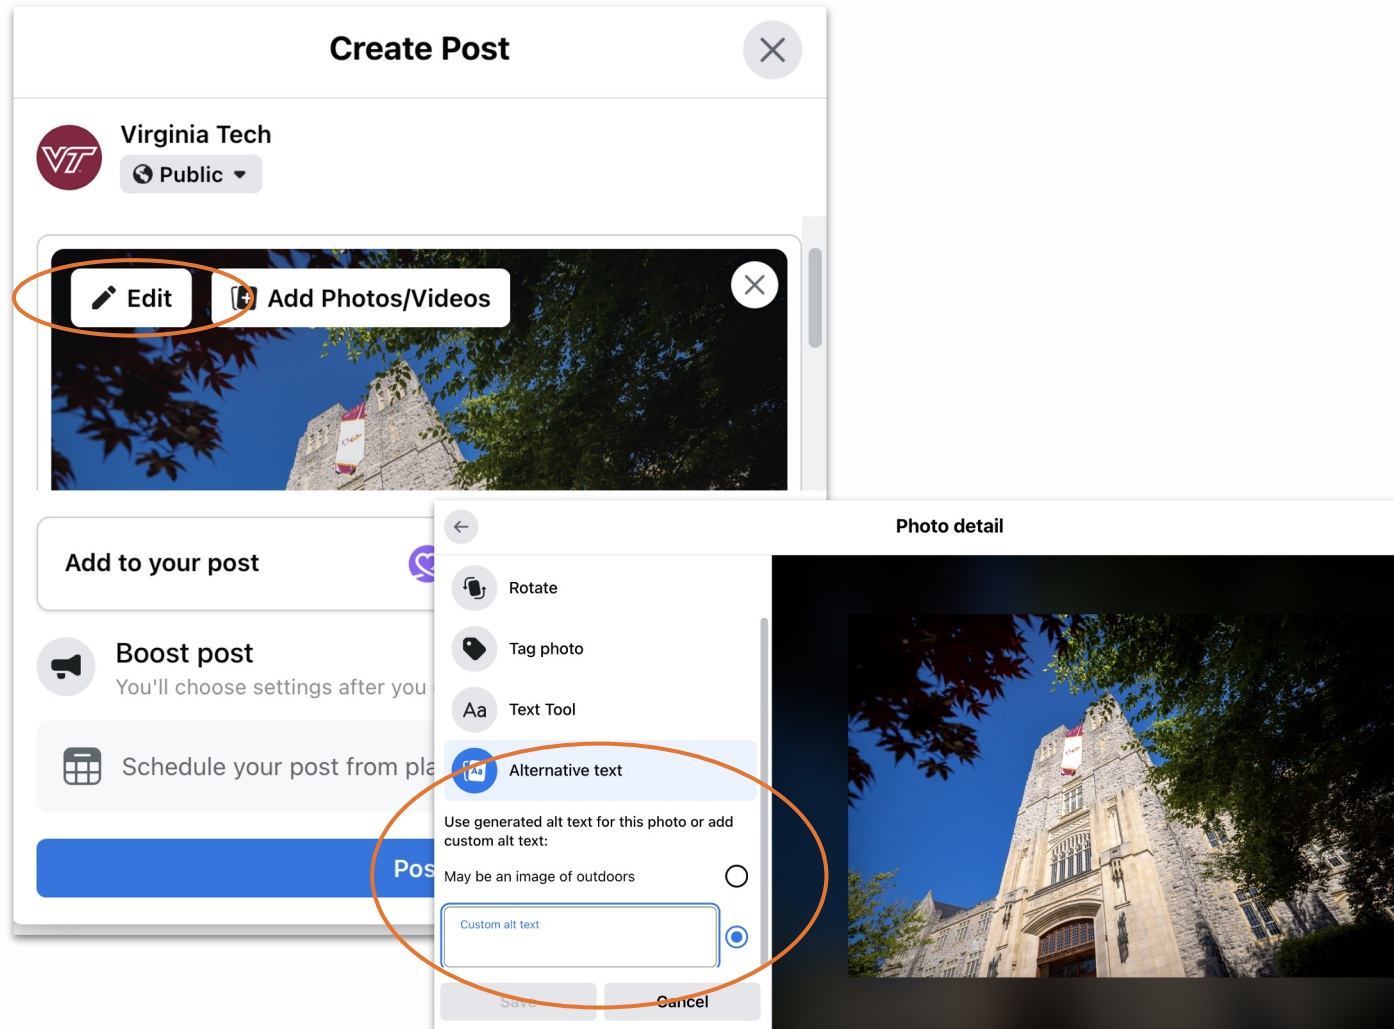 Create Post
VT
Virginia Tech
Public
Edit
Add Photos/Videos
Add to your post
Boost post
You'll choose settings after you
Schedule your post from pla
Pos
Photo detail
Rotate
Tag photo
Aa
Text Tool
Aa
Alternative text
Use generated alt text for this photo or add
custom alt text:
May be an image of outdoors
Custom alt text
Save
Cancel